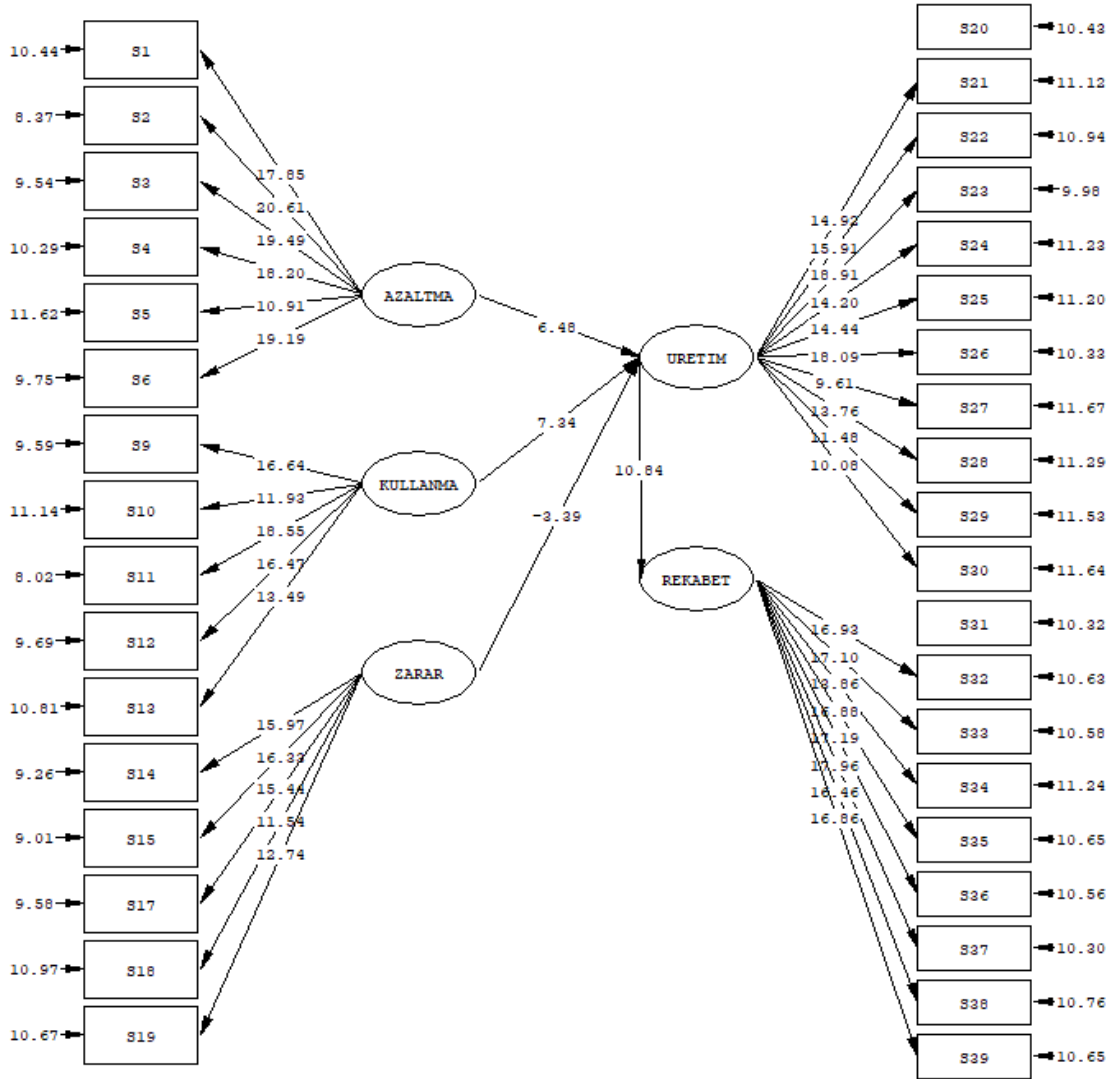 10.44 S1
8.37 S2
9.54 S3
10.29 S4
11.62 S5
9.75 S6
9.59 S9
11.14 S10
8.02 S11
9.69 S12
10.81 S13
9.26 S14
9.01 S15
9.58 S17
10.97 S18
10.67 S19
17.85
20.61
19.49
18.20
10.91
19.19
16.64
11.93
18.55
16.47
13.49
15.97
16.33
15.44
11.54
12.74
AZALTMA
KULLANMA
ZARAR
6.48
7.34
-3.39
URETIM
10.84
REKABET
14.92
15.91
18.91
14.20
14.44
18.09
9.61
13.76
11.48
10.08
16.93
17.10
13.86
16.88
17.19
17.96
16.46
16.86
S20 10.43
S21 11.12
S22 10.94
S23 9.98
S24 11.23
S25 11.20
S26 10.33
S27 11.67
S28 11.29
S29 11.53
S30 11.64
S31 10.32
S32 10.63
S33 10.58
S34 11.24
S35 10.65
S36 10.56
S37 10.30
S38 10.76
S39 10.65